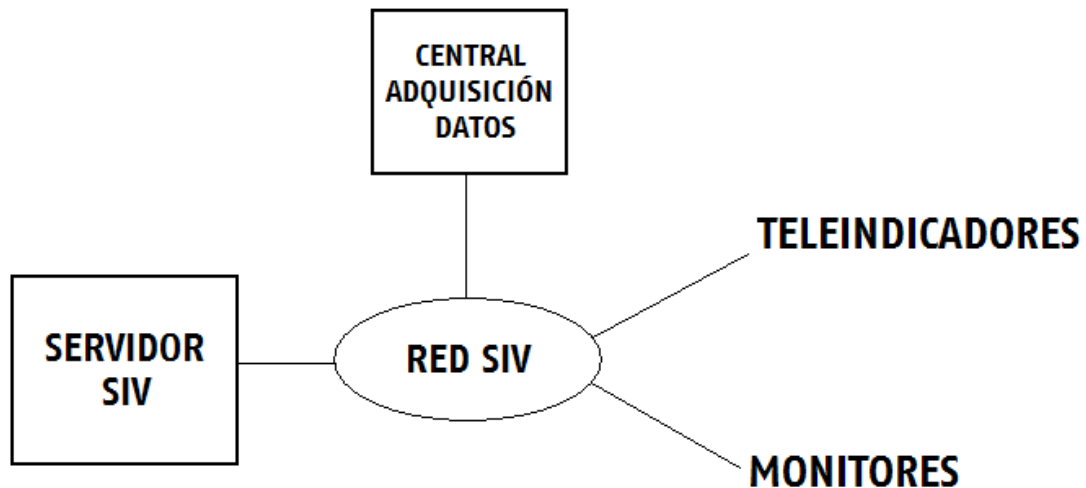 CENTRAL
ADQUISICIÓN
DATOS
TELEINDICADORES
SERVIDOR
SIV
RED SIV
MONITORES